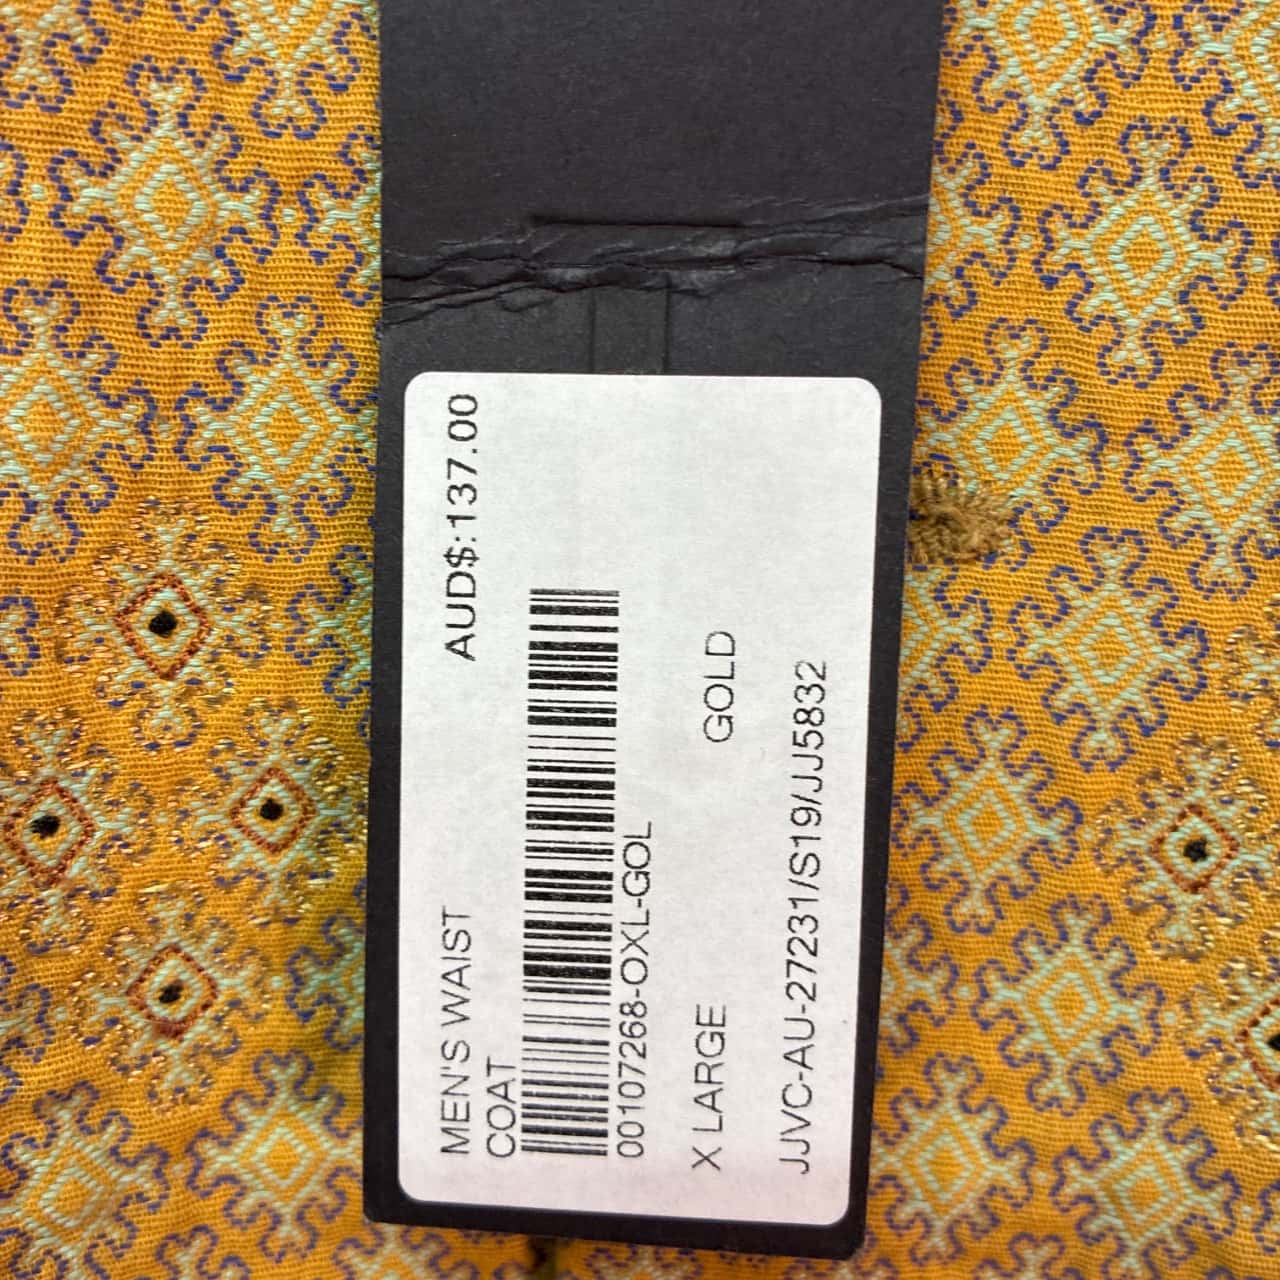 AUD$:137.00
MEN'S WAIST
COAT
00107268-OXL-GOL
X LARGE GOLD
JJVC-AU-27231/S19/JJ5832